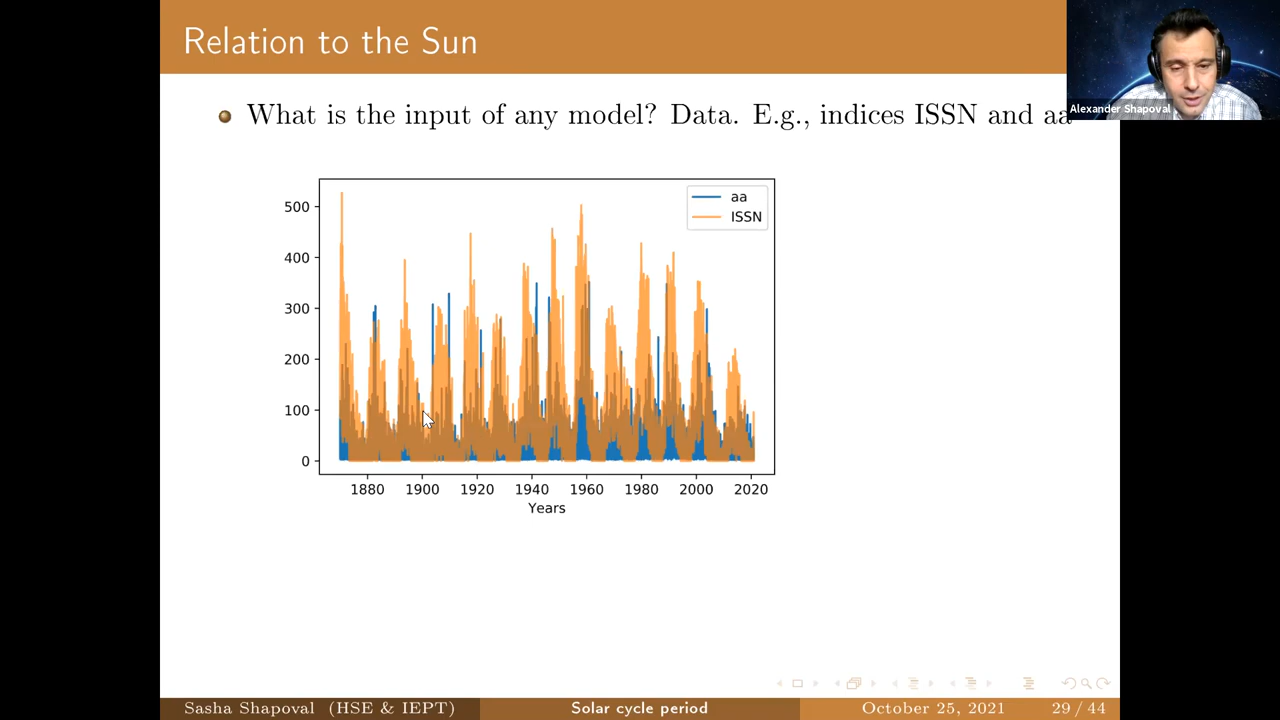 Relation to the Sun
Alexander Shapoval
What is the input of any model? Data. E.g., indices ISSN and aa
aa
ISSN
500
400
300
200
100
0
1880 1900 1920 1940 1960 1980 2000 2020
Years
Sasha Shapoval (HSE & IEPT) Solar cycle period October 25, 2021 29 / 44